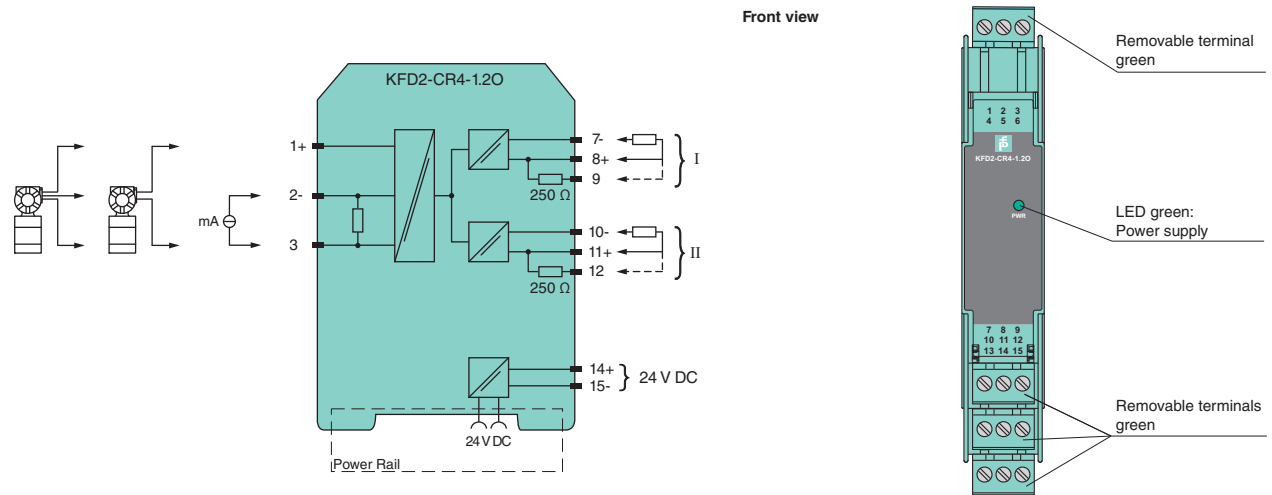 Front view
KFD2-CR4-1.2O
1+
2-
3
mA
7-
8+
9
250 Ω
I
10-
11+
12
250 Ω
II
14+
15-
24 V DC
24 V DC
Power Rail
1 2 3
4 5 6
KFD2-CR4-1.2O
PWR
7 8 9
10 11 12
13 14 15
Removable terminal
green
LED green:
Power supply
Removable terminals
green